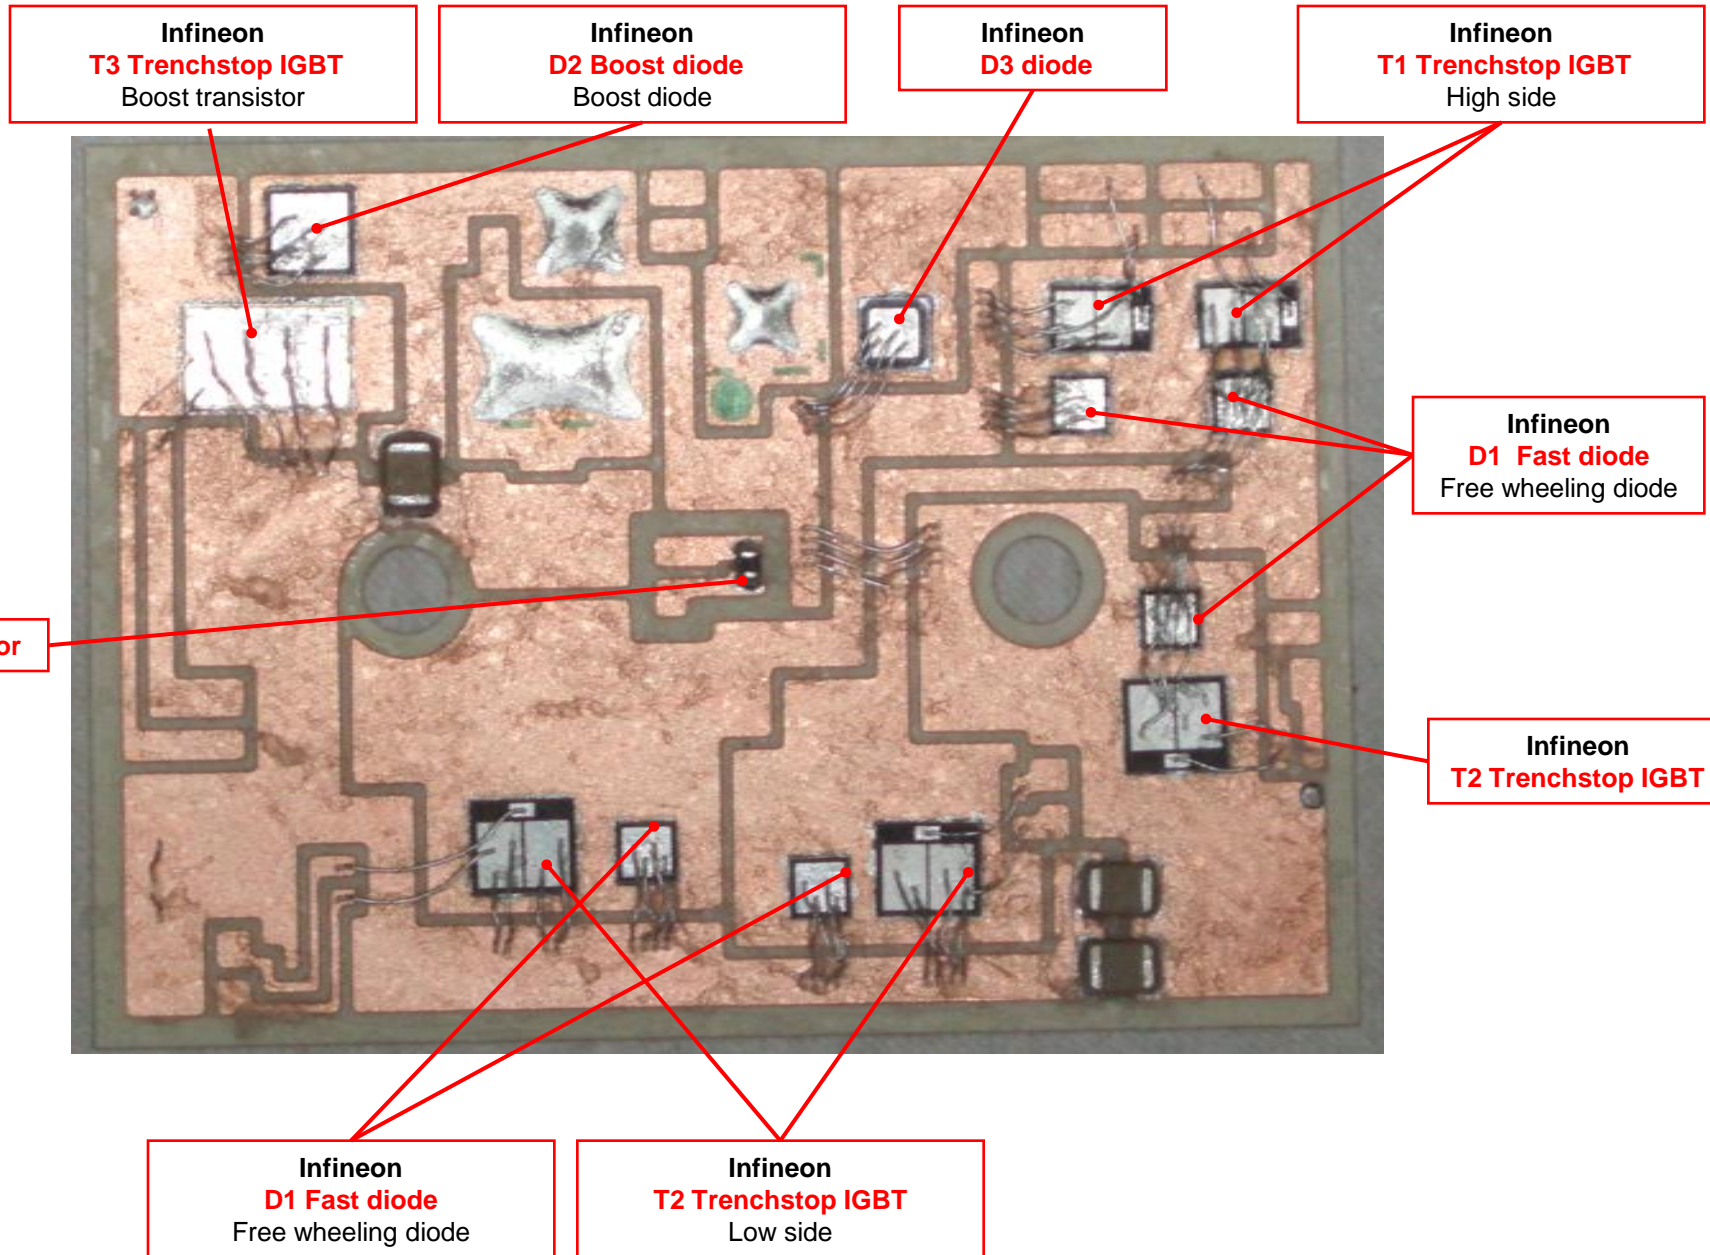 Infineon
T3 Trenchstop IGBT
Boost transistor
Infineon
D2 Boost diode
Boost diode
Infineon
D3 diode
Infineon
T1 Trenchstop IGBT
High side
Infineon
D1 Fast diode
Free wheeling diode
or
Infineon
T2 Trenchstop IGBT
Infineon
D1 Fast diode
Free wheeling diode
Infineon
T2 Trenchstop IGBT
Low side